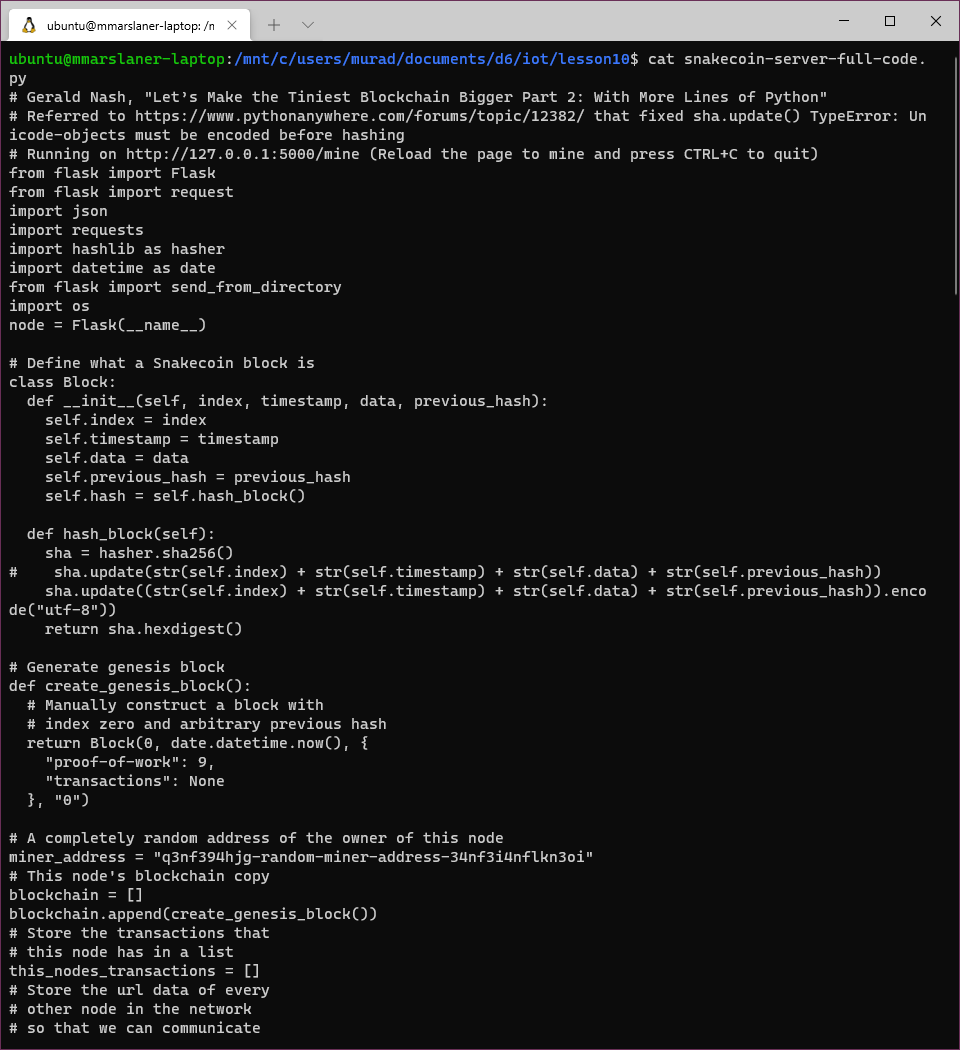 ubuntu@mmarslaner-laptop: /n
ubuntu@mmarslaner-laptop:/mnt/c/users/murad/documents/d6/iot/lesson10$ cat snakecoin-server-full-code.
py
# Gerald Nash, "Let’s Make the Tiniest Blockchain Bigger Part 2: With More Lines of Python"
# Referred to https://www.pythonanywhere.com/forums/topic/12382/ that fixed sha.update() TypeError: Un
icode-objects must be encoded before hashing
# Running on http://127.0.0.1:5000/mine (Reload the page to mine and press CTRL+C to quit)
from flask import Flask
from flask import request
import json
import requests
import hashlib as hasher
import datetime as date
from flask import send_from_directory
import os
node = Flask(__name__)

# Define what a Snakecoin block is
class Block:
  def __init__(self, index, timestamp, data, previous_hash):
    self.index = index
    self.timestamp = timestamp
    self.data = data
    self.previous_hash = previous_hash
    self.hash = self.hash_block()

  def hash_block(self):
    sha = hasher.sha256()
#    sha.update(str(self.index) + str(self.timestamp) + str(self.data) + str(self.previous_hash))
    sha.update((str(self.index) + str(self.timestamp) + str(self.data) + str(self.previous_hash)).enco
de("utf-8"))
    return sha.hexdigest()

# Generate genesis block
def create_genesis_block():
  # Manually construct a block with
  # index zero and arbitrary previous hash
  return Block(0, date.datetime.now(), {
    "proof-of-work": 9,
    "transactions": None
  }, "0")

# A completely random address of the owner of this node
miner_address = "q3nf394hjg-random-miner-address-34nf3i4nflkn3oi"
# This node's blockchain copy
blockchain = []
blockchain.append(create_genesis_block())
# Store the transactions that
# this node has in a list
this_nodes_transactions = []
# Store the url data of every
# other node in the network
# so that we can communicate